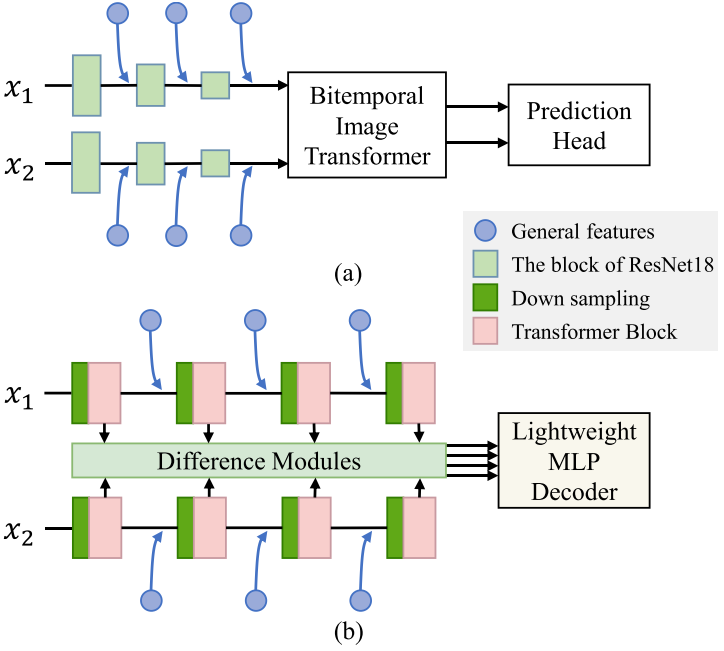 x₁
x₂
Bitemporal
Image
Transformer
Prediction
Head
(a)
General features
The block of ResNet18
Down sampling
Transformer Block
x₁
Difference Modules
x₂
Lightweight
MLP
Decoder
(b)